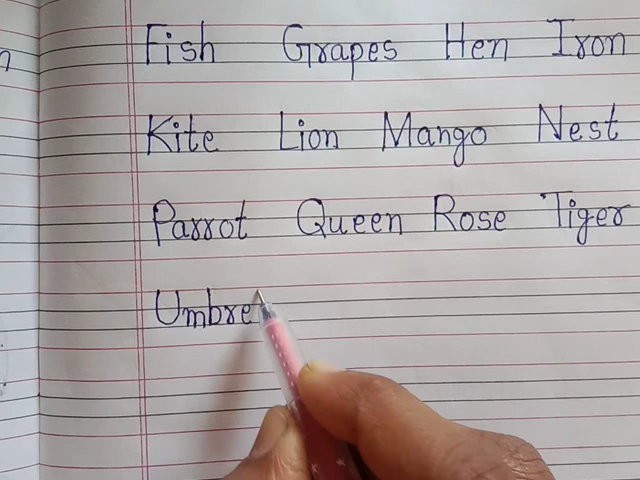 Fish Grapes Hen Iron
Kite Lion Mango Nest
Parrot Queen Rose Tiger
Umbre